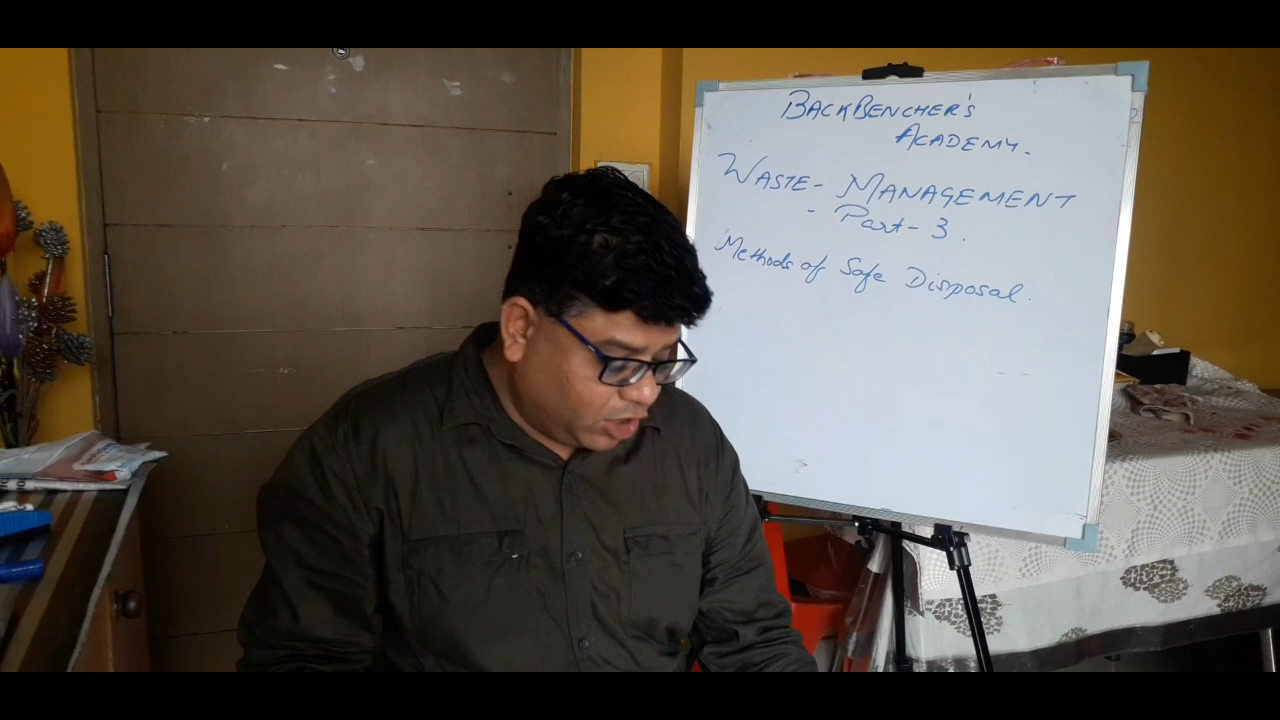 BACKBENCHER'S
ACADEMY.
WASTE - MANAGEMENT
- Part - 3.
Methods of Safe Disposal.